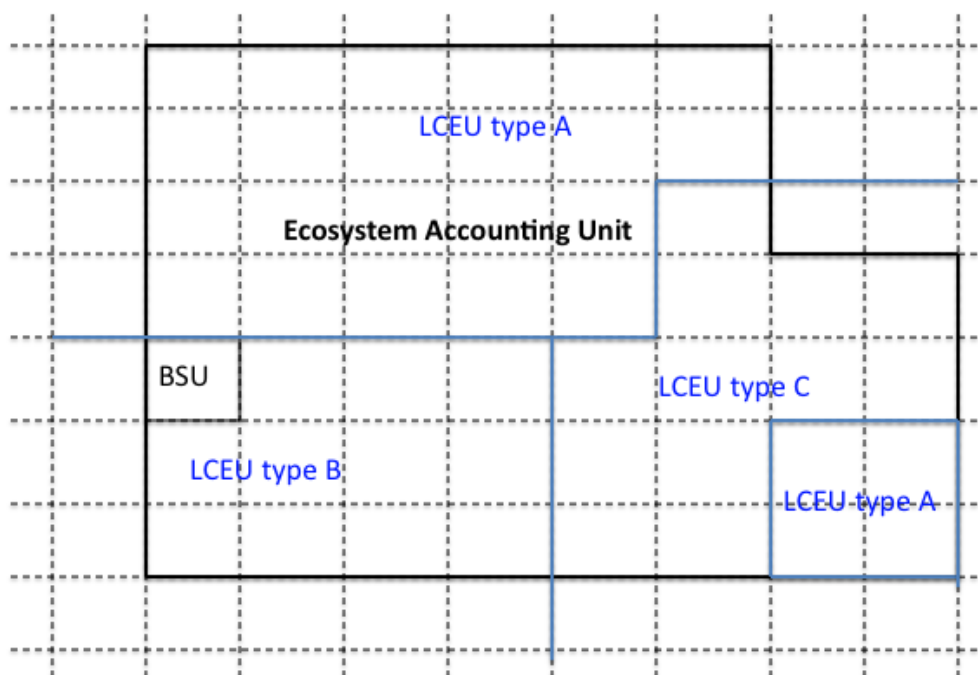 LCEU type A
Ecosystem Accounting Unit
BSU
LCEU type C
LCEU type B
LCEU type A